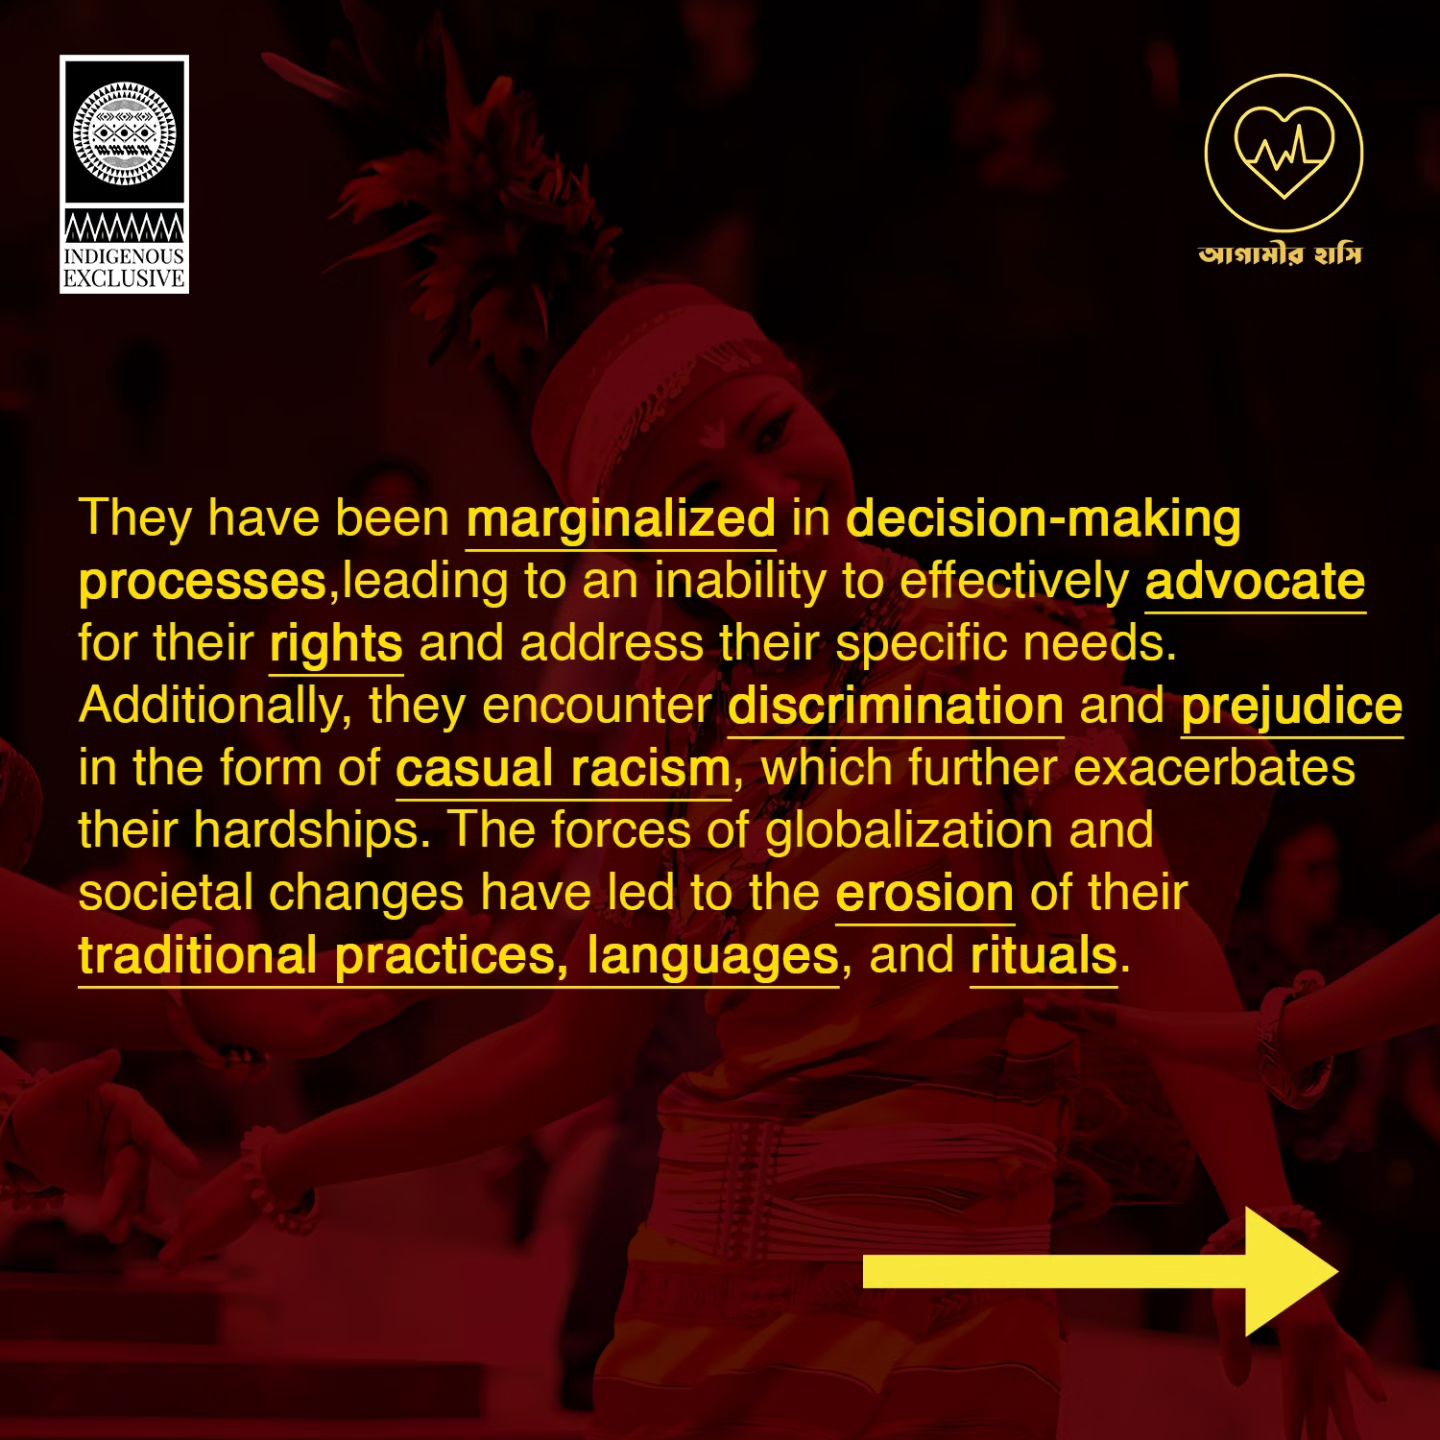 INDIGENOUS
EXCLUSIVE
আগামীর হাসি
They have been marginalized in decision-making
processes,leading to an inability to effectively advocate
for their rights and address their specific needs.
Additionally, they encounter discrimination and prejudice
in the form of casual racism, which further exacerbates
their hardships. The forces of globalization and
societal changes have led to the erosion of their
traditional practices, languages, and rituals.